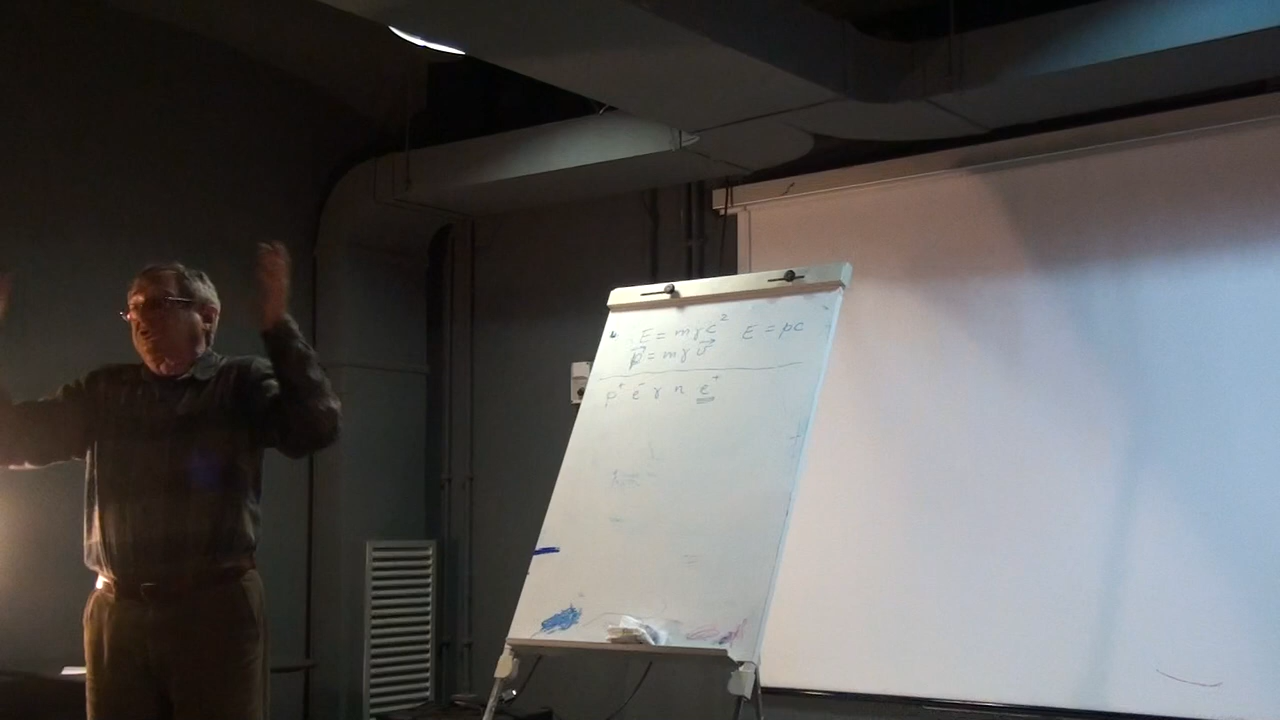 E = mγc² E = pc
p⃗ = mγv⃗
p⁺ e⁻ γ n e⁺